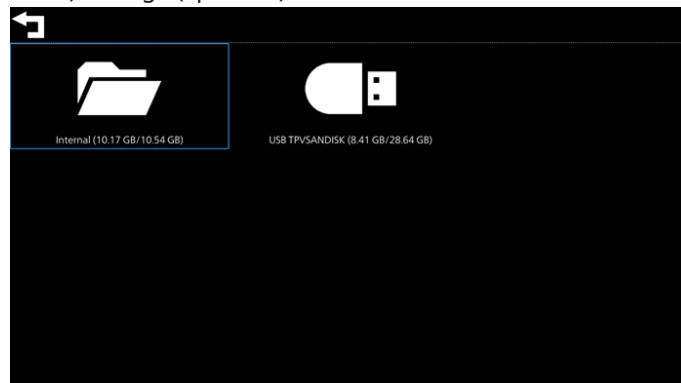 Internal (10.17 GB/10.54 GB)
USB TPVSANDISK (8.41 GB/28.64 GB)